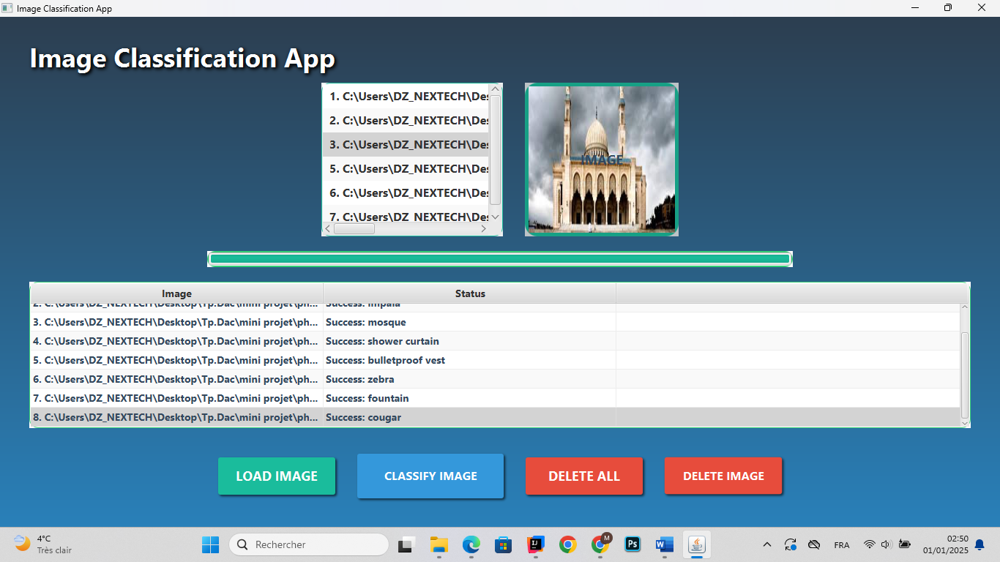 Image Classification App
Image Classification App
1. C:\Users\DZ_NEXTECH\Des
2. C:\Users\DZ_NEXTECH\Des
3. C:\Users\DZ_NEXTECH\Des
5. C:\Users\DZ_NEXTECH\Des
6. C:\Users\DZ_NEXTECH\Des
7. C:\Users\DZ_NEXTECH\Des
IMAGE
Image Status
2. C:\Users\DZ_NEXTECH\Desktop\Tp.Dac\mini projet\ph... Success: impala
3. C:\Users\DZ_NEXTECH\Desktop\Tp.Dac\mini projet\ph... Success: mosque
4. C:\Users\DZ_NEXTECH\Desktop\Tp.Dac\mini projet\ph... Success: shower curtain
5. C:\Users\DZ_NEXTECH\Desktop\Tp.Dac\mini projet\ph... Success: bulletproof vest
6. C:\Users\DZ_NEXTECH\Desktop\Tp.Dac\mini projet\ph... Success: zebra
7. C:\Users\DZ_NEXTECH\Desktop\Tp.Dac\mini projet\ph... Success: fountain
8. C:\Users\DZ_NEXTECH\Desktop\Tp.Dac\mini projet\ph... Success: cougar
LOAD IMAGE CLASSIFY IMAGE DELETE ALL DELETE IMAGE
4°C
Très clair
Rechercher
M
Ps
FRA
02:50
01/01/2025